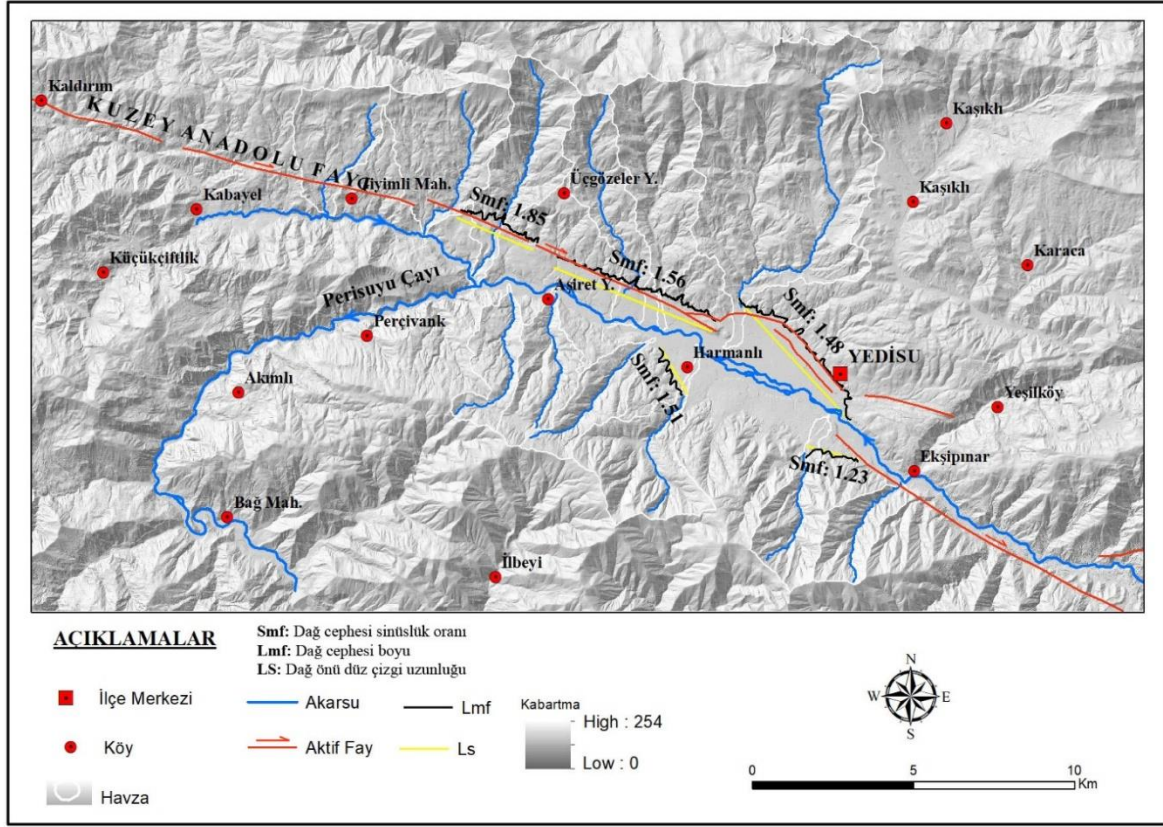 Kaldırım
KUZEY ANADOLU FAYI
Kaşıklı
Kabayel
Ziyimli Mah.
Üçgözeler Y.
Kaşıklı
Smf: 1.85
Küçükçiftlik
Karaca
Perisuyu Çayı
Smf: 1.56
Aşiret Y.
Perçivank
Smf: 1.48
Harmanlı
YEDİSU
Akımlı
Smf: 1.51
Yeşilköy
Smf: 1.23
Ekşipınar
Bağ Mah.
İlbeyi
AÇIKLAMALAR
Smf: Dağ cephesi sinüslük oranı
Lmf: Dağ cephesi boyu
LS: Dağ önü düz çizgi uzunluğu
İlçe Merkezi
Akarsu
Lmf
Kabartma
High : 254
Low : 0
Köy
Aktif Fay
Ls
Havza
N
W
E
S
0
5
10
Km